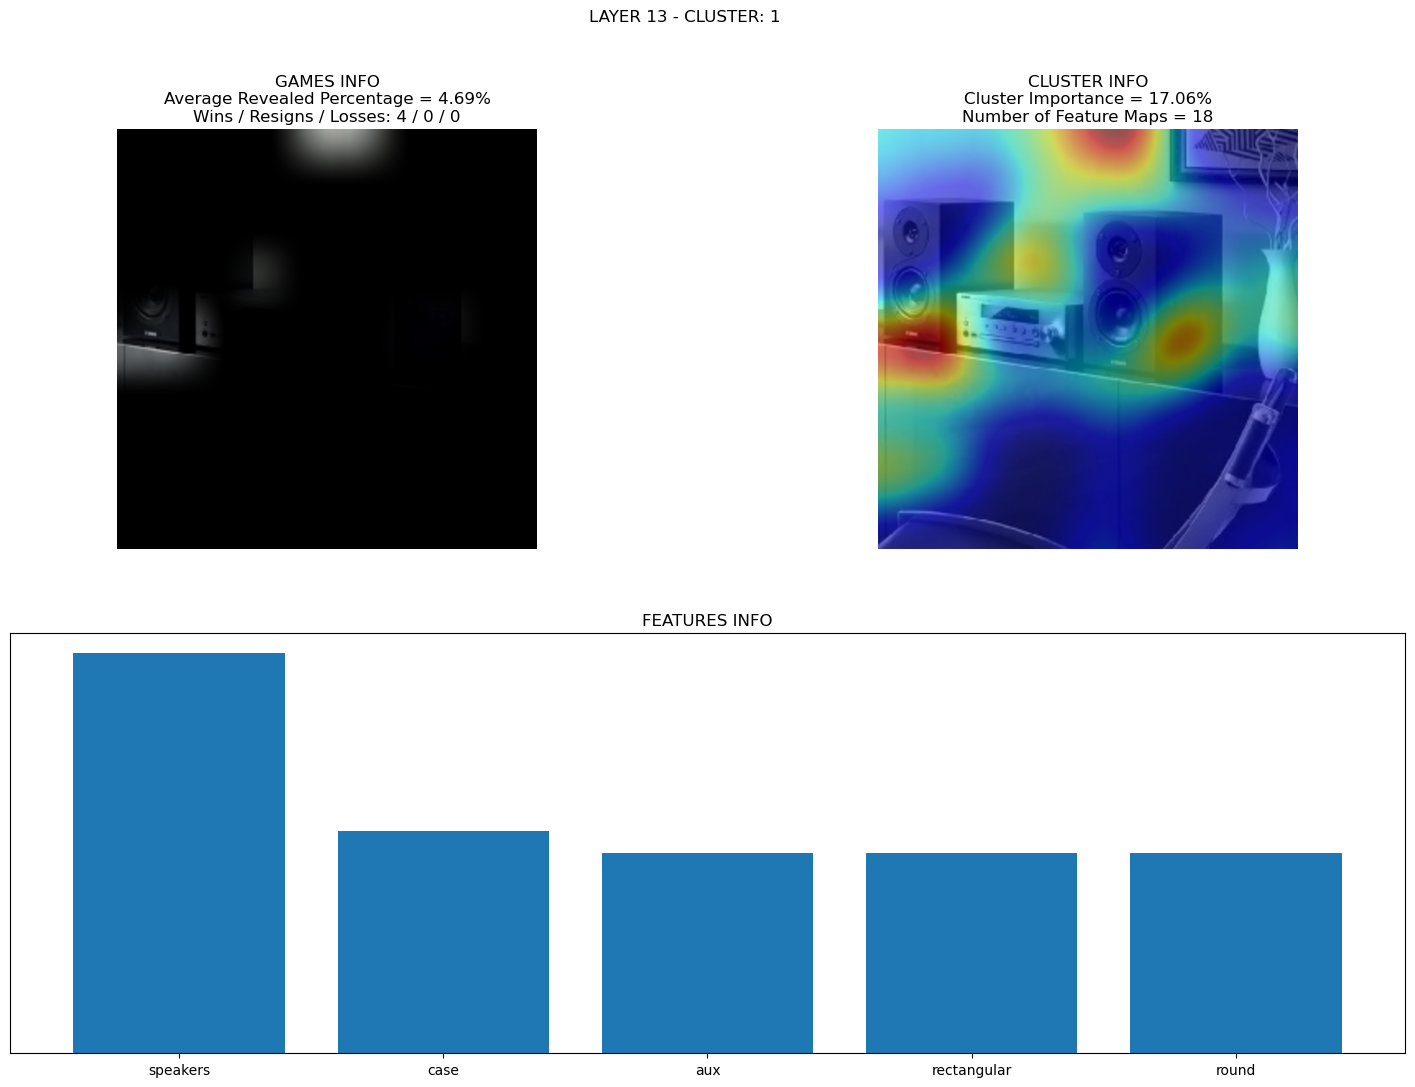 LAYER 13 - CLUSTER: 1
GAMES INFO
Average Revealed Percentage = 4.69%
Wins / Resigns / Losses: 4 / 0 / 0
CLUSTER INFO
Cluster Importance = 17.06%
Number of Feature Maps = 18
FEATURES INFO
speakers
case
aux
rectangular
round